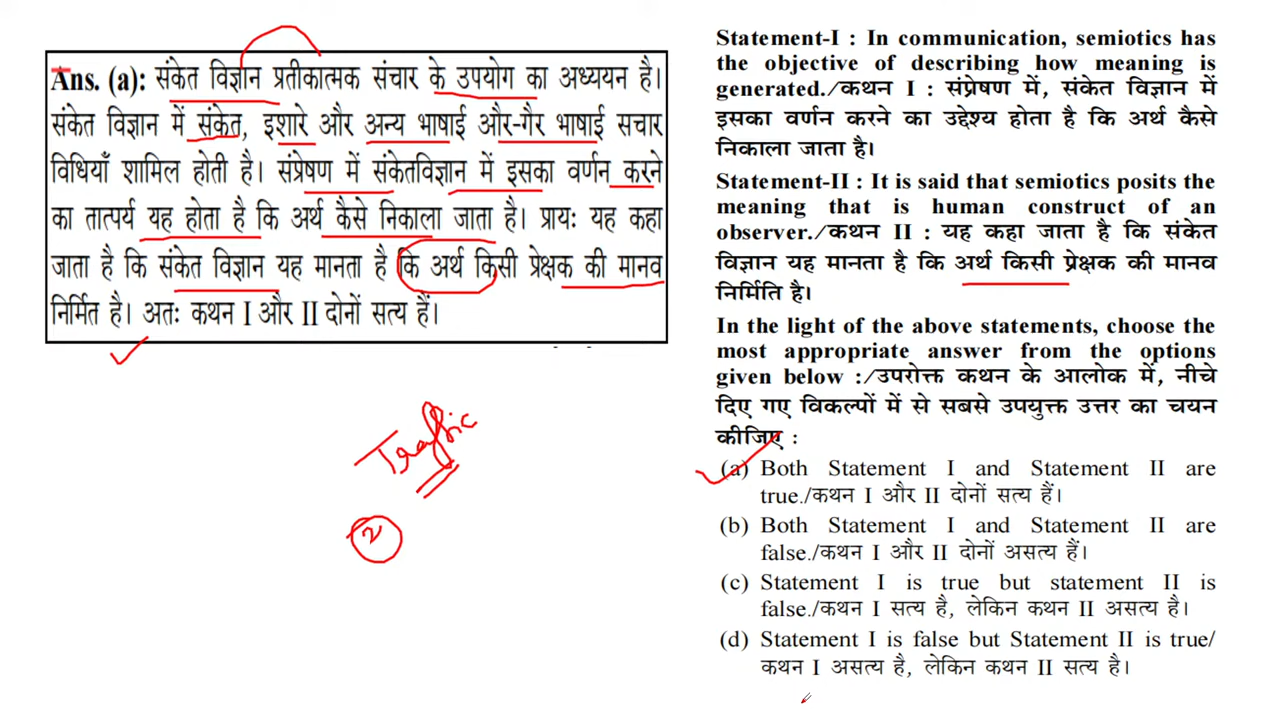 Ans. (a): संकेत विज्ञान प्रतीकात्मक संचार के उपयोग का अध्ययन है।
संकेत विज्ञान में संकेत, इशारे और अन्य भाषाई और-गैर भाषाई सचार
विधियाँ शामिल होती है। संप्रेषण में संकेतविज्ञान में इसका वर्णन करने
का तात्पर्य यह होता है कि अर्थ कैसे निकाला जाता है। प्रायः यह कहा
जाता है कि संकेत विज्ञान यह मानता है कि अर्थ किसी प्रेक्षक की मानव
निर्मित है। अतः कथन I और II दोनों सत्य हैं।
Traffic
Statement-I : In communication, semiotics has
the objective of describing how meaning is
generated./कथन I : संप्रेषण में, संकेत विज्ञान में
इसका वर्णन करने का उद्देश्य होता है कि अर्थ कैसे
निकाला जाता है।
Statement-II : It is said that semiotics posits the
meaning that is human construct of an
observer./कथन II : यह कहा जाता है कि संकेत
विज्ञान यह मानता है कि अर्थ किसी प्रेक्षक की मानव
निर्मिति है।
In the light of the above statements, choose the
most appropriate answer from the options
given below :/उपरोक्त कथन के आलोक में, नीचे
दिए गए विकल्पों में से सबसे उपयुक्त उत्तर का चयन
कीजिए :
(a) Both Statement I and Statement II are
true./कथन I और II दोनों सत्य हैं।
(b) Both Statement I and Statement II are
false./कथन I और II दोनों असत्य हैं।
(c) Statement I is true but statement II is
false./कथन I सत्य है, लेकिन कथन II असत्य है।
(d) Statement I is false but Statement II is true/
कथन I असत्य है, लेकिन कथन II सत्य है।